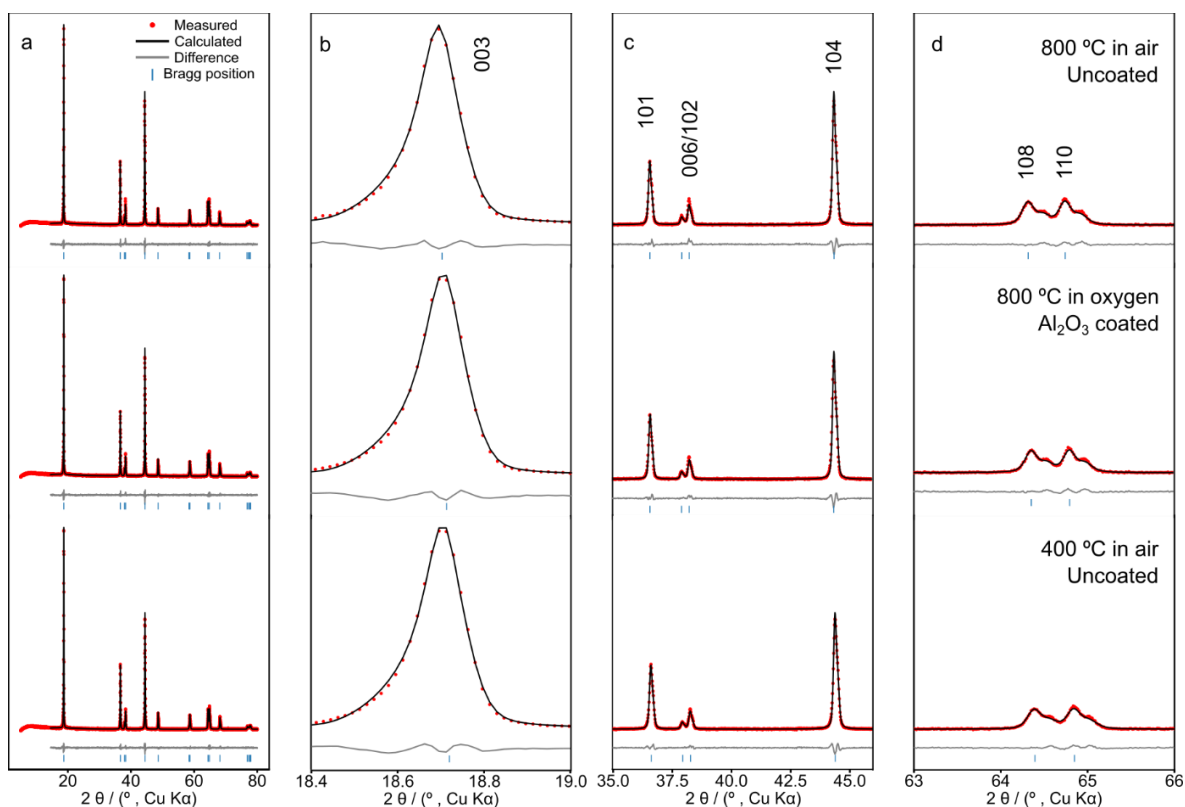 a
Measured
Calculated
Difference
Bragg position
b
003
c
101
006/102
104
d
800 ºC in air
Uncoated
108
110
800 ºC in oxygen
Al₂O₃ coated
400 ºC in air
Uncoated
20 40 60 80
2 θ / (° , Cu Kα)
18.4 18.6 18.8 19.0
2 θ / (° , Cu Kα)
35.0 37.5 40.0 42.5 45.0
2 θ / (° , Cu Kα)
63 64 65 66
2 θ / (° , Cu Kα)